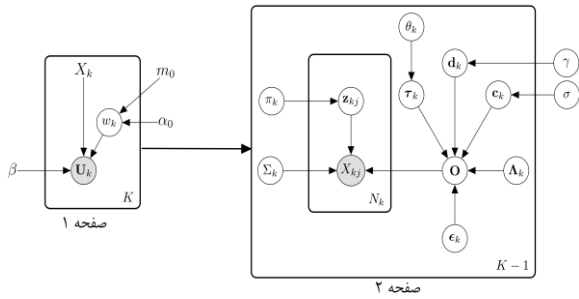 X_k
m_0
w_k
α_0
β
U_k
K
صفحه ۱
θ_k
d_k
γ
π_k
z_kj
τ_k
c_k
σ
Σ_k
X_kj
O
Λ_k
N_k
ϵ_k
K − 1
صفحه ۲